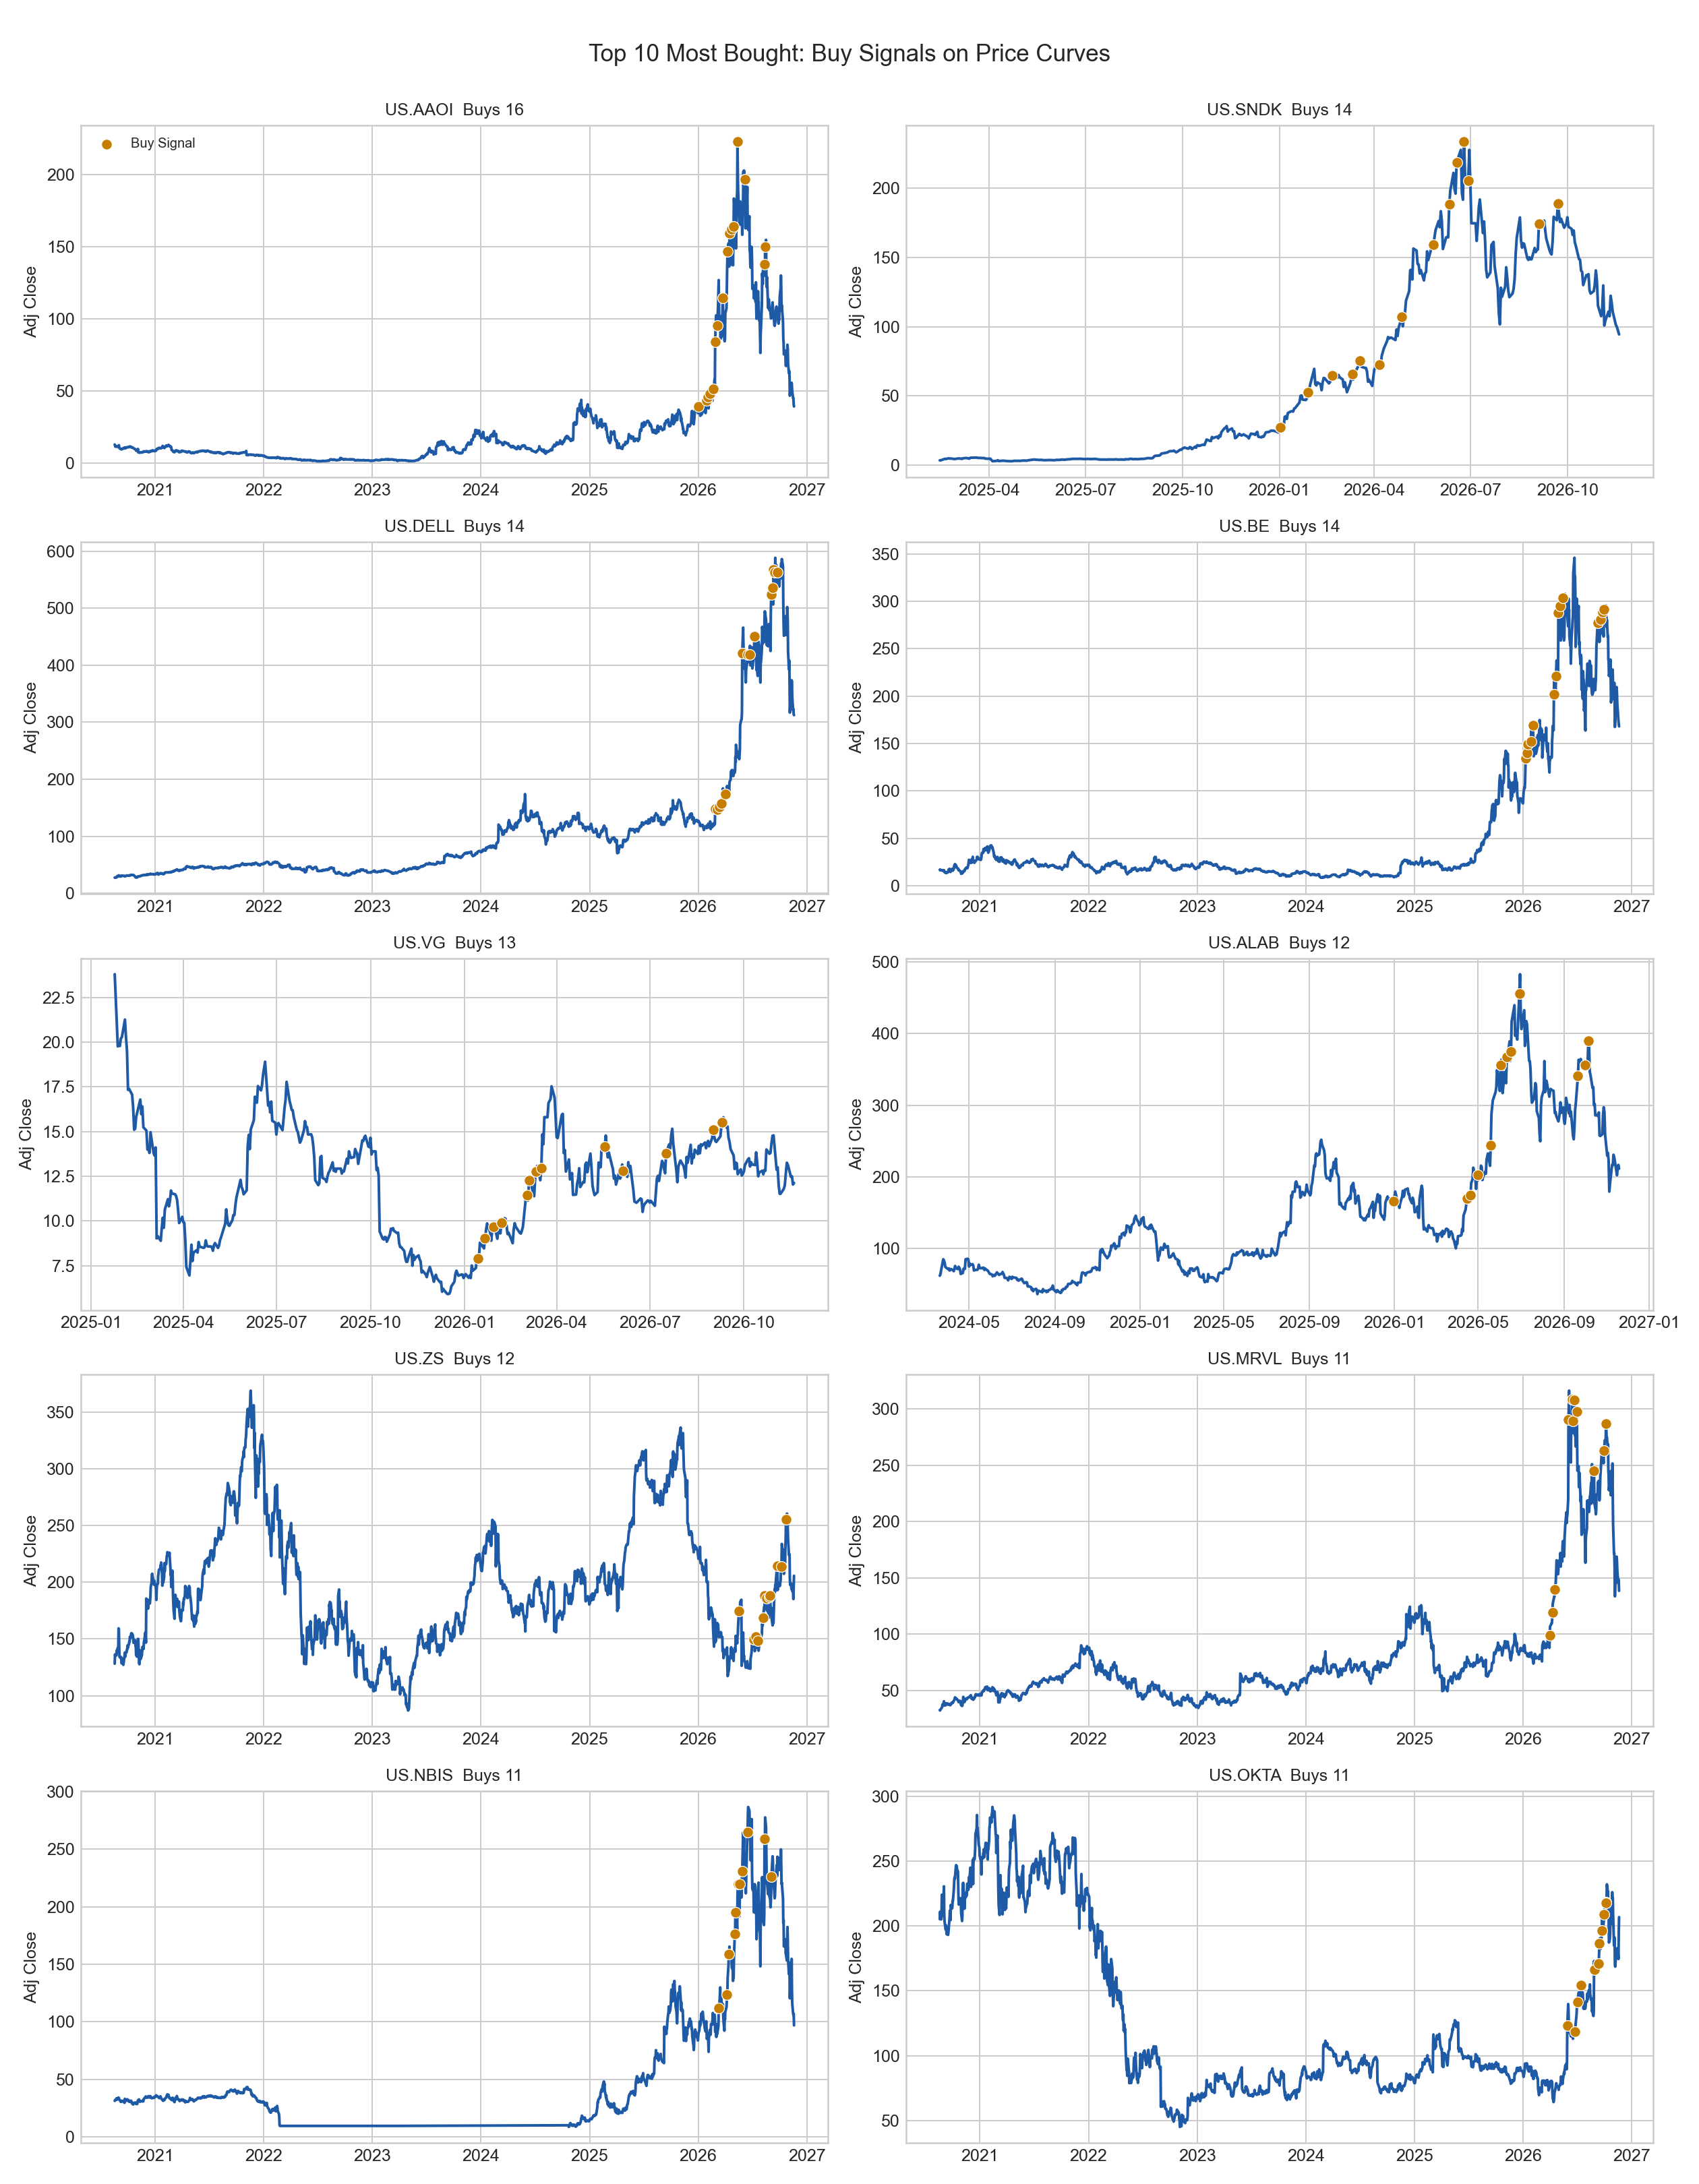 Top 10 Most Bought: Buy Signals on Price Curves
US.AAOI  Buys 16
Buy Signal
Adj Close
200
150
100
50
0
2021 2022 2023 2024 2025 2026 2027
US.SNDK  Buys 14
Adj Close
200
150
100
50
0
2025-04 2025-07 2025-10 2026-01 2026-04 2026-07 2026-10
US.DELL  Buys 14
Adj Close
600
500
400
300
200
100
0
2021 2022 2023 2024 2025 2026 2027
US.BE  Buys 14
Adj Close
350
300
250
200
150
100
50
0
2021 2022 2023 2024 2025 2026 2027
US.VG  Buys 13
Adj Close
22.5
20.0
17.5
15.0
12.5
10.0
7.5
2025-01 2025-04 2025-07 2025-10 2026-01 2026-04 2026-07 2026-10
US.ALAB  Buys 12
Adj Close
500
400
300
200
100
2024-05 2024-09 2025-01 2025-05 2025-09 2026-01 2026-05 2026-09 2027-01
US.ZS  Buys 12
Adj Close
350
300
250
200
150
100
2021 2022 2023 2024 2025 2026 2027
US.MRVL  Buys 11
Adj Close
300
250
200
150
100
50
2021 2022 2023 2024 2025 2026 2027
US.NBIS  Buys 11
Adj Close
300
250
200
150
100
50
0
2021 2022 2023 2024 2025 2026 2027
US.OKTA  Buys 11
Adj Close
300
250
200
150
100
50
2021 2022 2023 2024 2025 2026 2027